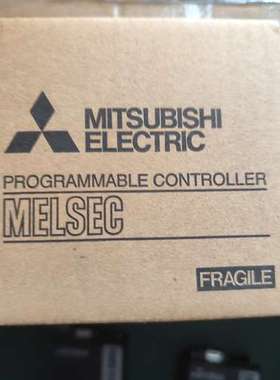 MITSUBISHI
ELECTRIC
PROGRAMMABLE CONTROLLER
MELSEC
FRAGILE